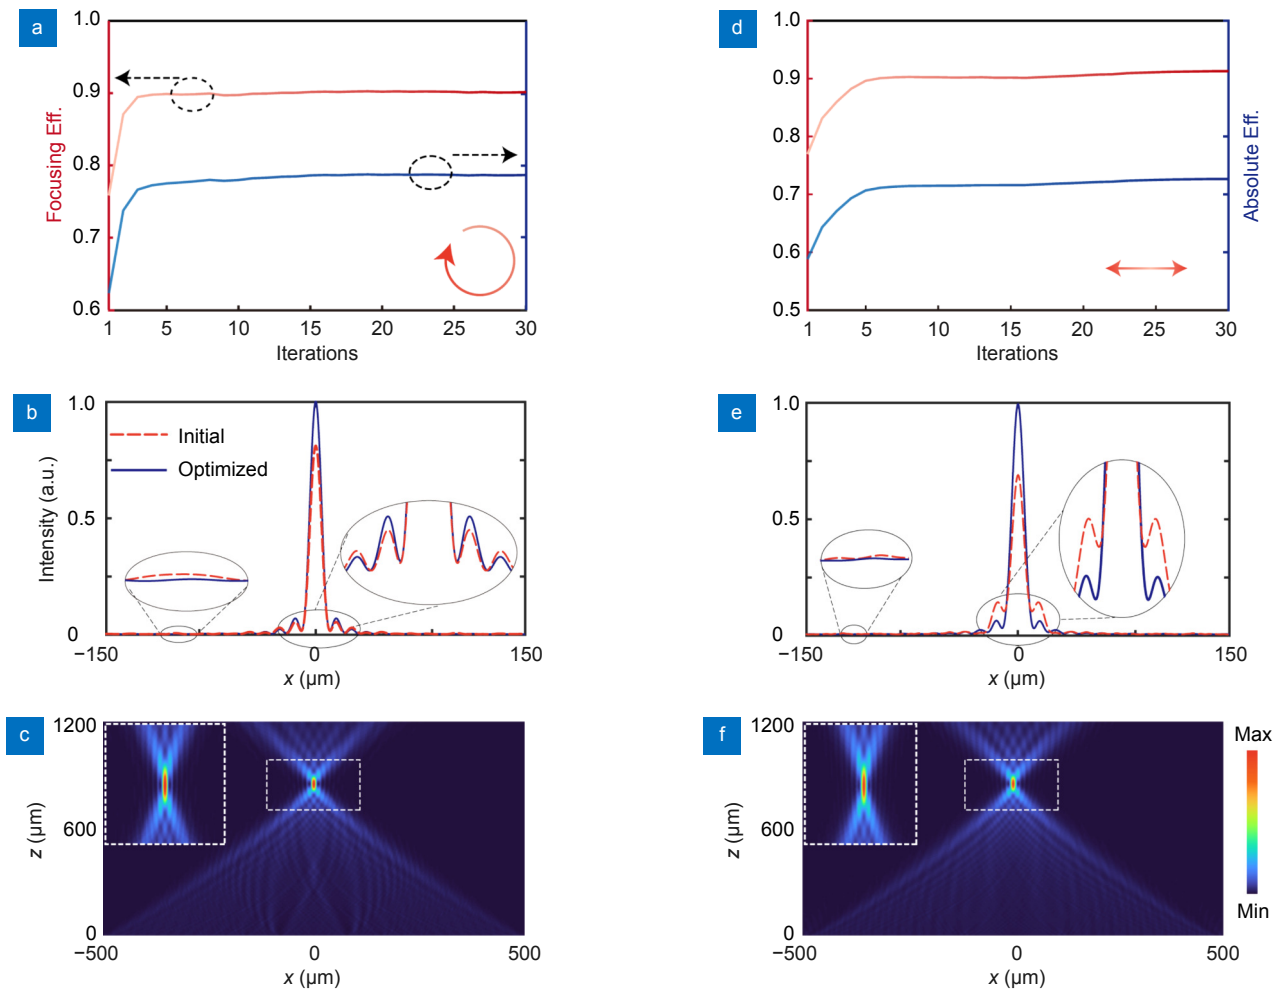 a
1.0
0.9
0.8
0.7
0.6
Focusing Eff.
1
5
10
15
20
25
30
Iterations
d
1.0
0.9
0.8
0.7
0.6
0.5
Absolute Eff.
1
5
10
15
20
25
30
Iterations
b
1.0
0.5
0
Intensity (a.u.)
Initial
Optimized
−150
0
150
x (µm)
e
1.0
0.5
0
−150
0
150
x (µm)
c
1200
600
0
z (µm)
−500
0
500
x (µm)
f
1200
600
0
z (µm)
−500
0
500
x (µm)
Max
Min